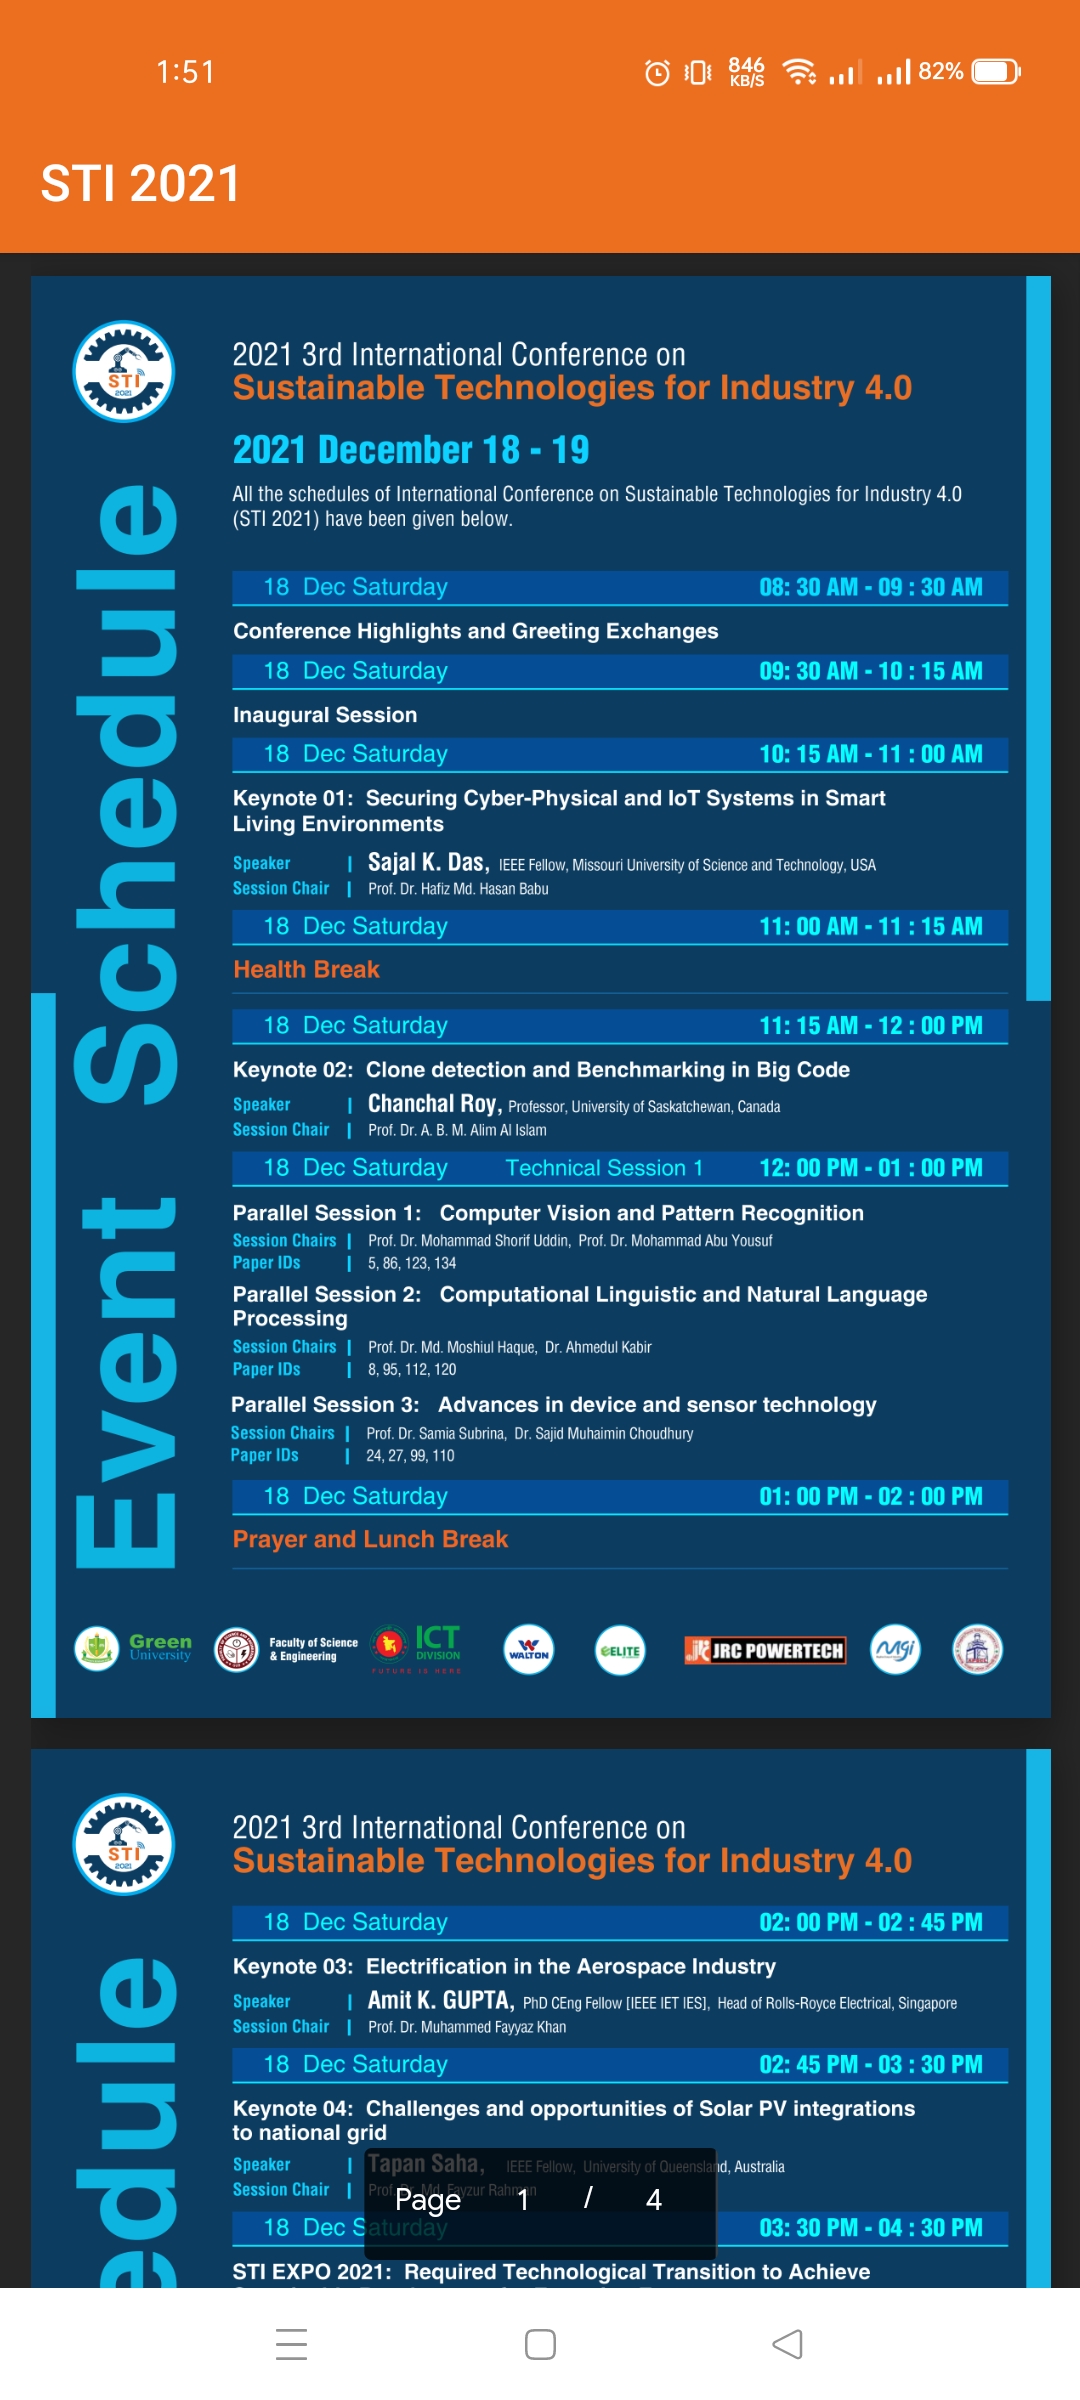 1:51
846
KB/S
82%
STI 2021
STI
2021
2021 3rd International Conference on
Sustainable Technologies for Industry 4.0
2021 December 18 - 19
All the schedules of International Conference on Sustainable Technologies for Industry 4.0
(STI 2021) have been given below.
Event Schedule
18 Dec Saturday 08: 30 AM - 09 : 30 AM
Conference Highlights and Greeting Exchanges
18 Dec Saturday 09: 30 AM - 10 : 15 AM
Inaugural Session
18 Dec Saturday 10: 15 AM - 11 : 00 AM
Keynote 01: Securing Cyber-Physical and IoT Systems in Smart
Living Environments
Speaker | Sajal K. Das, IEEE Fellow, Missouri University of Science and Technology, USA
Session Chair | Prof. Dr. Hafiz Md. Hasan Babu
18 Dec Saturday 11: 00 AM - 11 : 15 AM
Health Break
18 Dec Saturday 11: 15 AM - 12 : 00 PM
Keynote 02: Clone detection and Benchmarking in Big Code
Speaker | Chanchal Roy, Professor, University of Saskatchewan, Canada
Session Chair | Prof. Dr. A. B. M. Alim Al Islam
18 Dec Saturday Technical Session 1 12: 00 PM - 01 : 00 PM
Parallel Session 1: Computer Vision and Pattern Recognition
Session Chairs | Prof. Dr. Mohammad Shorif Uddin, Prof. Dr. Mohammad Abu Yousuf
Paper IDs | 5, 86, 123, 134
Parallel Session 2: Computational Linguistic and Natural Language
Processing
Session Chairs | Prof. Dr. Md. Moshiul Haque, Dr. Ahmedul Kabir
Paper IDs | 8, 95, 112, 120
Parallel Session 3: Advances in device and sensor technology
Session Chairs | Prof. Dr. Samia Subrina, Dr. Sajid Muhaimin Choudhury
Paper IDs | 24, 27, 99, 110
18 Dec Saturday 01: 00 PM - 02 : 00 PM
Prayer and Lunch Break
Green
University
Faculty of Science
& Engineering
ICT
DIVISION
FUTURE IS HERE
WALTON
ELITE
JRC POWERTECH
mgi
STI
2021
2021 3rd International Conference on
Sustainable Technologies for Industry 4.0
edule
18 Dec Saturday 02: 00 PM - 02 : 45 PM
Keynote 03: Electrification in the Aerospace Industry
Speaker | Amit K. GUPTA, PhD CEng Fellow [IEEE IET IES], Head of Rolls-Royce Electrical, Singapore
Session Chair | Prof. Dr. Muhammed Fayyaz Khan
18 Dec Saturday 02: 45 PM - 03 : 30 PM
Keynote 04: Challenges and opportunities of Solar PV integrations
to national grid
Speaker | Tapan Saha, IEEE Fellow, University of Queensland, Australia
Session Chair | Prof. Dr. Md. Fayzur Rahman
Page 1 / 4
18 Dec Saturday 03: 30 PM - 04 : 30 PM
STI EXPO 2021: Required Technological Transition to Achieve